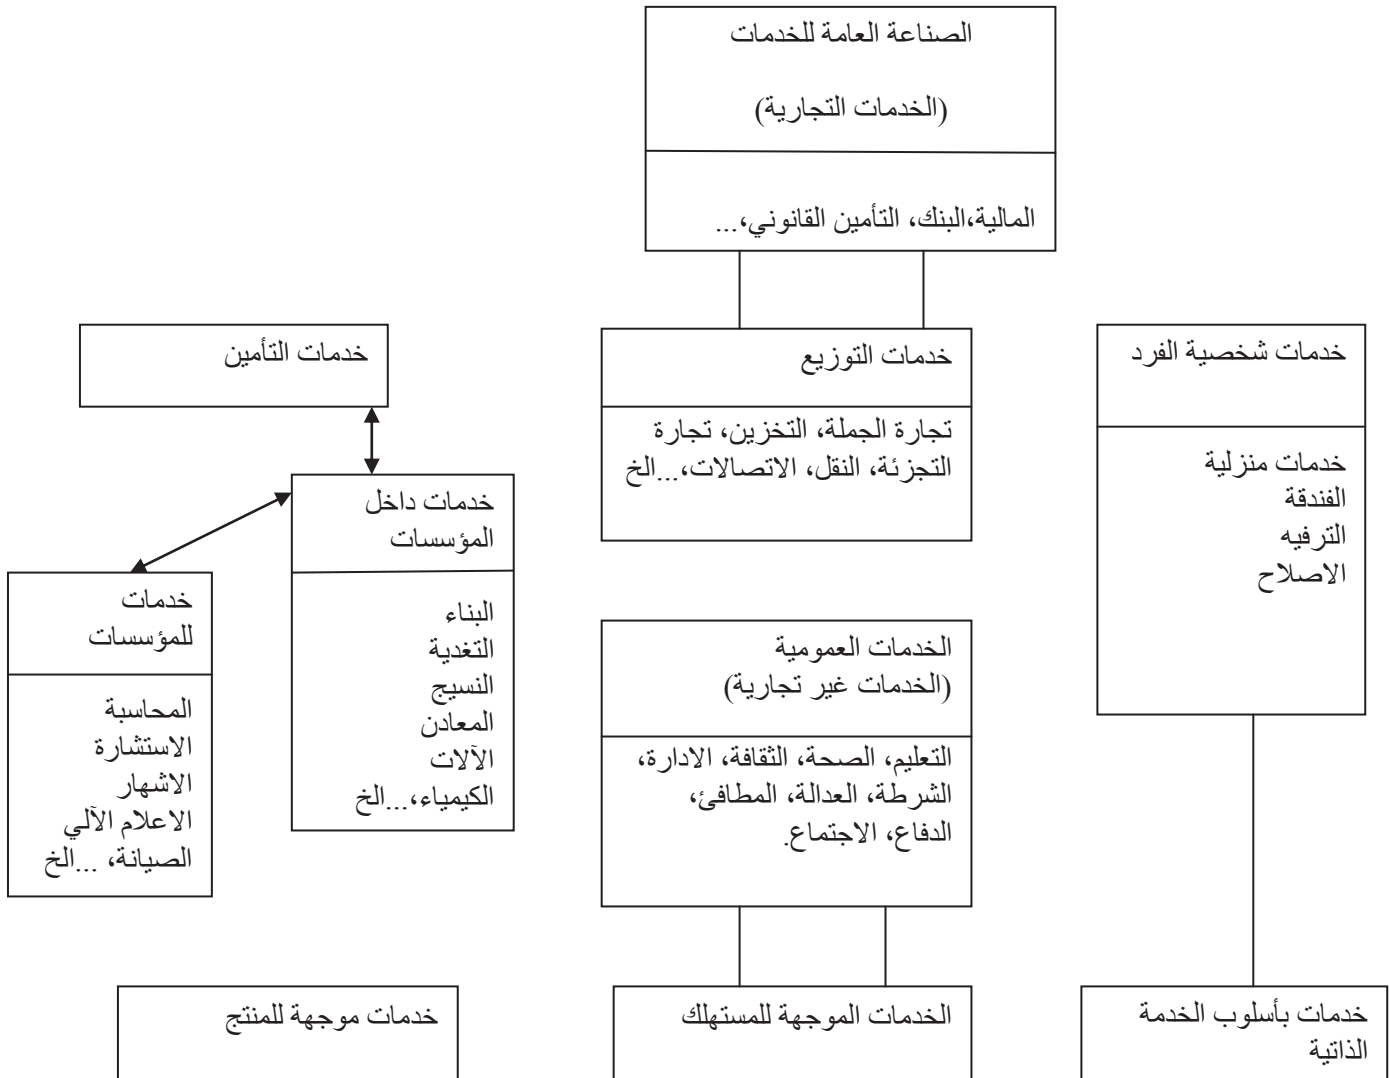 الصناعة العامة للخدمات
(الخدمات التجارية)
المالية،البنك، التأمين القانوني،...
خدمات شخصية الفرد
خدمات منزلية
الفندقة
الترفيه
الاصلاح
خدمات التوزيع
تجارة الجملة، التخزين، تجارة
التجزئة، النقل، الاتصالات،...الخ
خدمات التأمين
خدمات داخل
المؤسسات
البناء
التغدية
النسيج
المعادن
الآلات
الكيمياء،...الخ
خدمات
للمؤسسات
المحاسبة
الاستشارة
الاشهار
الاعلام الآلي
الصيانة، ...الخ
الخدمات العمومية
(الخدمات غير تجارية)
التعليم، الصحة، الثقافة، الادارة،
الشرطة، العدالة، المطافئ،
الدفاع، الاجتماع.
خدمات بأسلوب الخدمة
الذاتية
الخدمات الموجهة للمستهلك
خدمات موجهة للمنتج